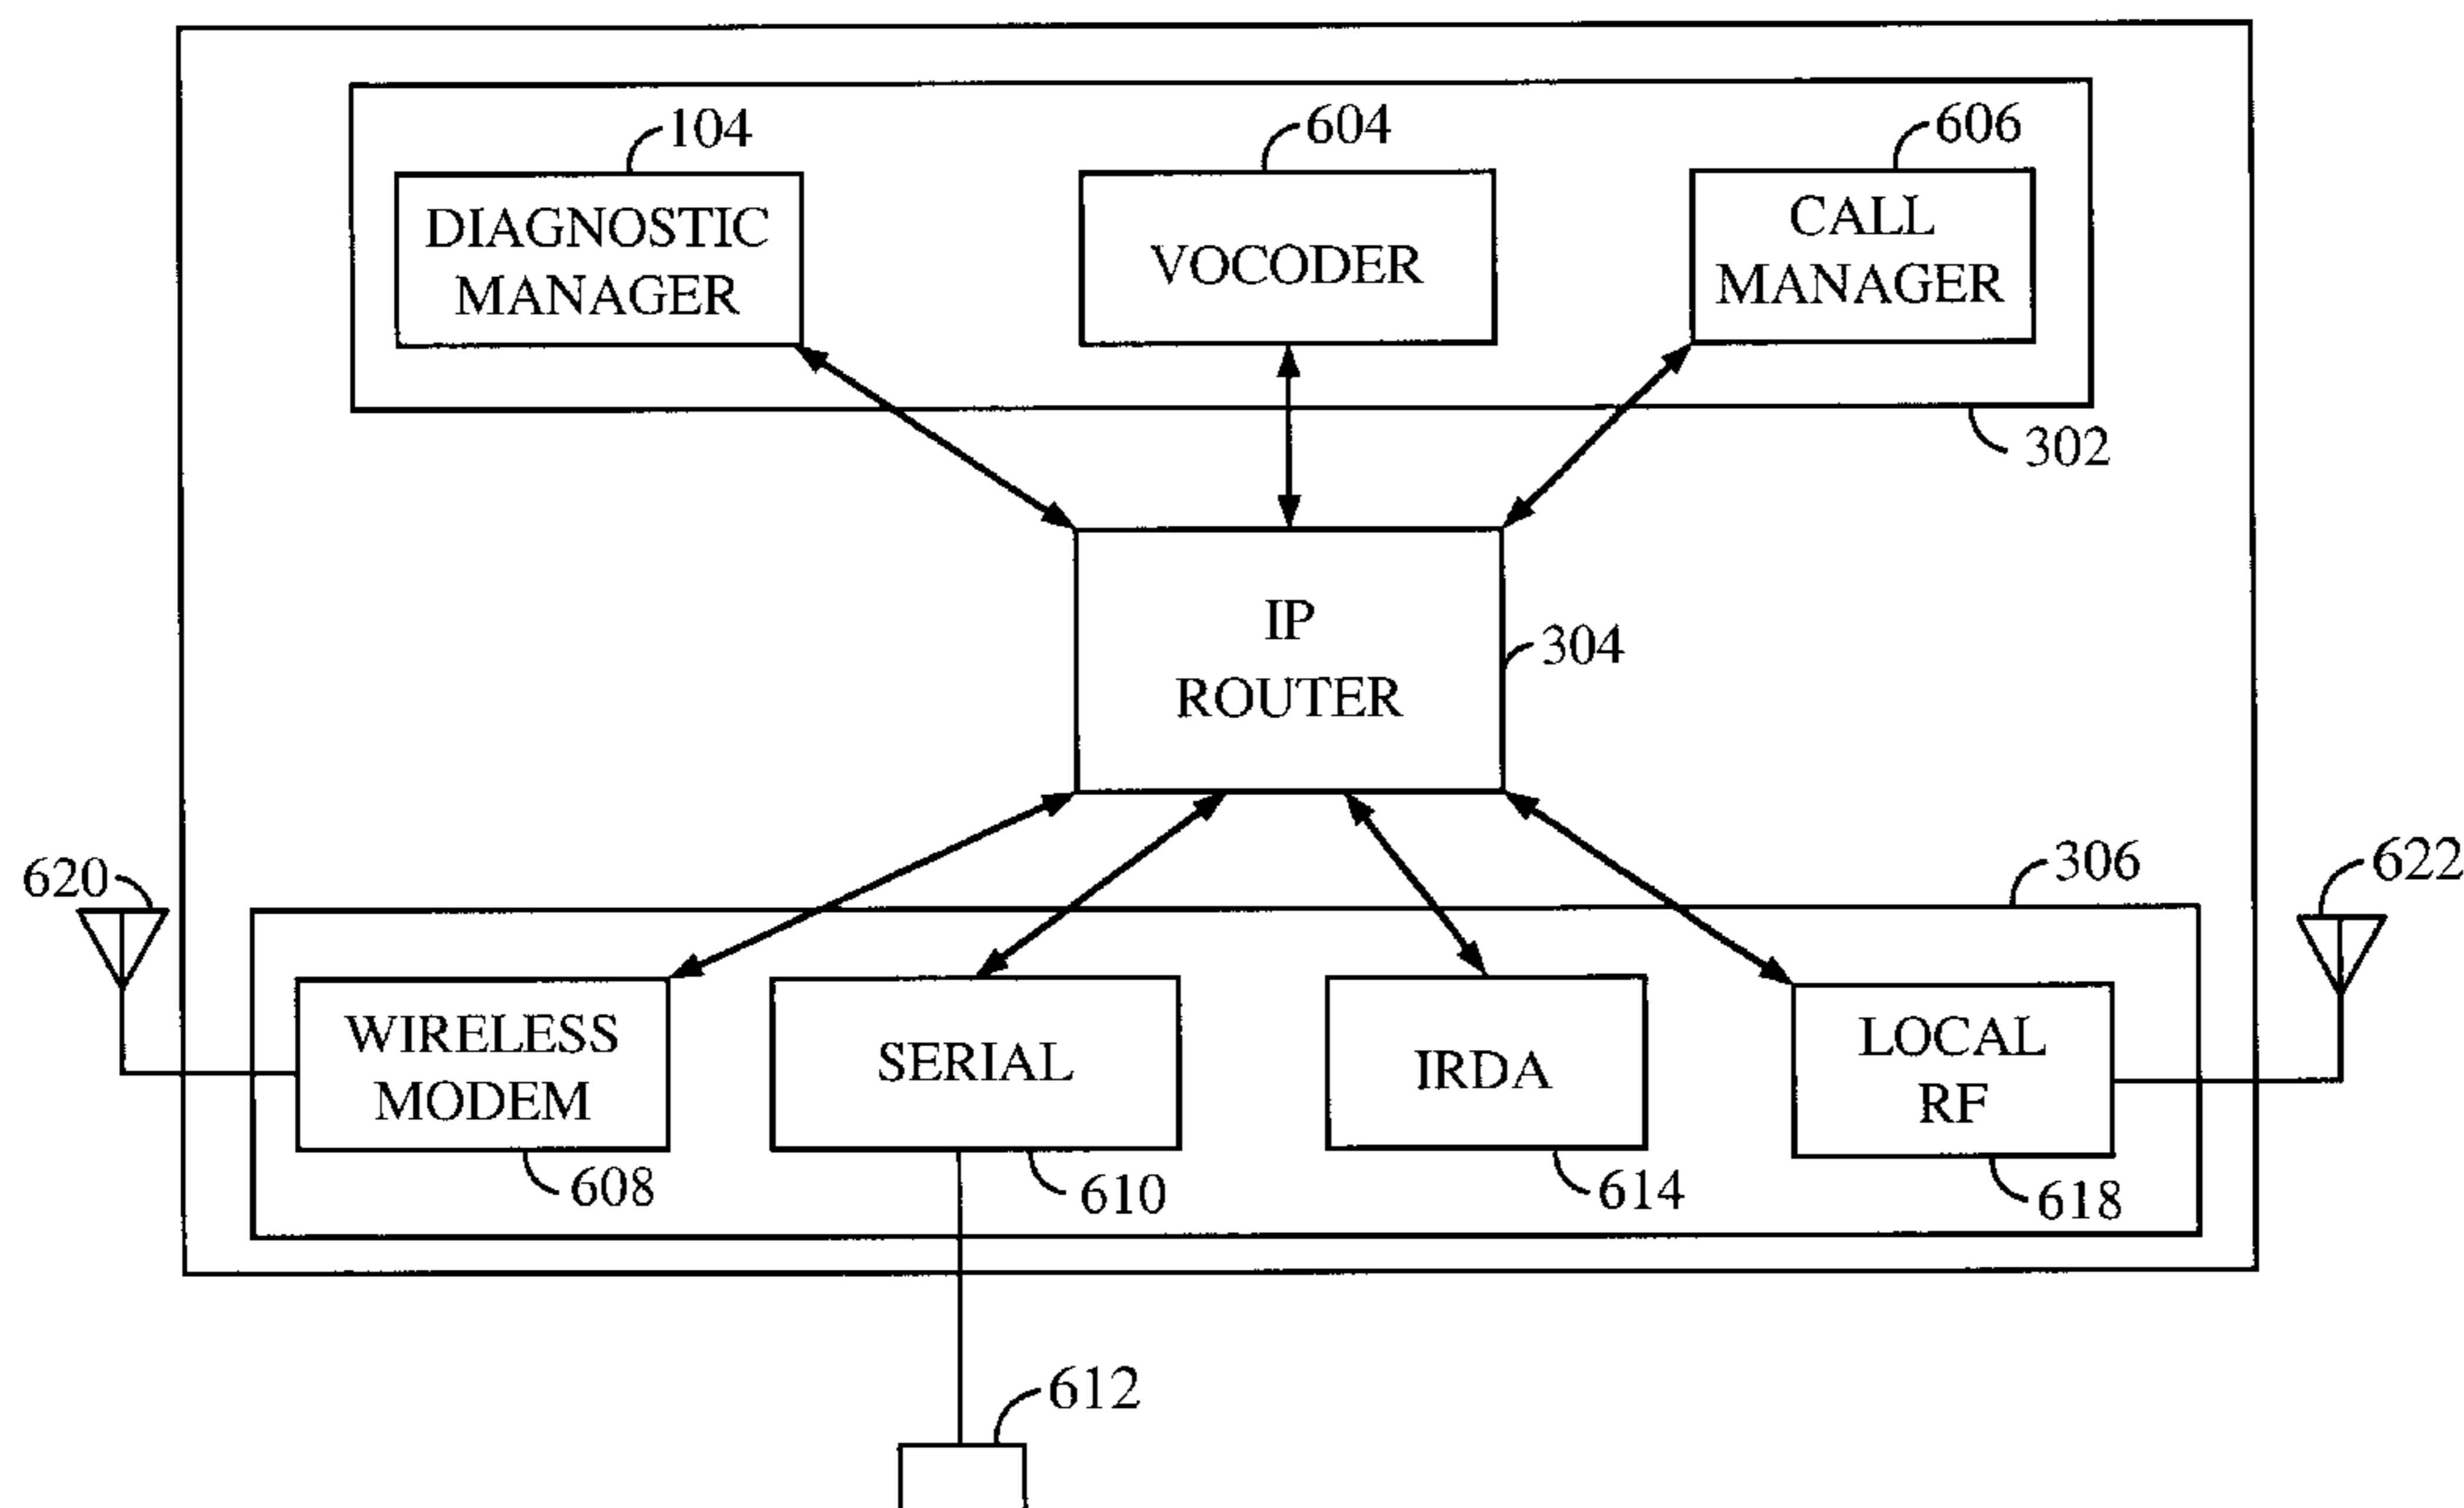 104
604
606
DIAGNOSTIC
MANAGER
VOCODER
CALL
MANAGER
302
IP
ROUTER
304
620
306
622
WIRELESS
MODEM
SERIAL
IRDA
LOCAL
RF
608
610
614
618
612